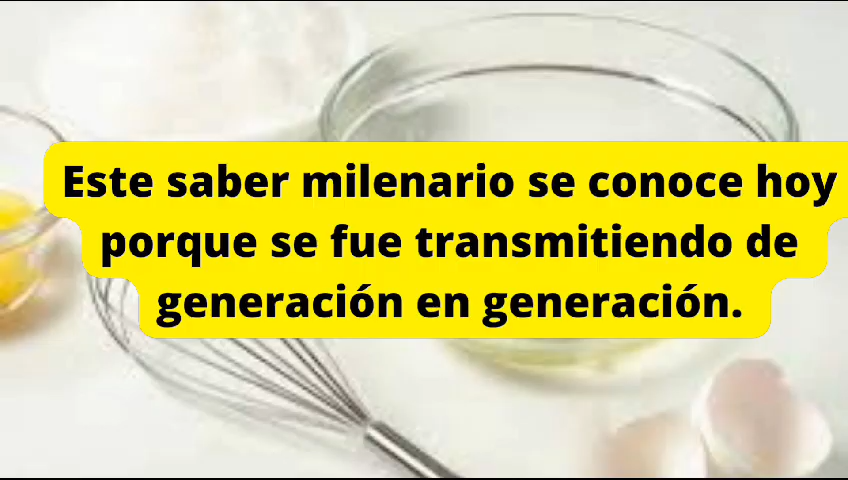 Este saber milenario se conoce hoy
porque se fue transmitiendo de
generación en generación.